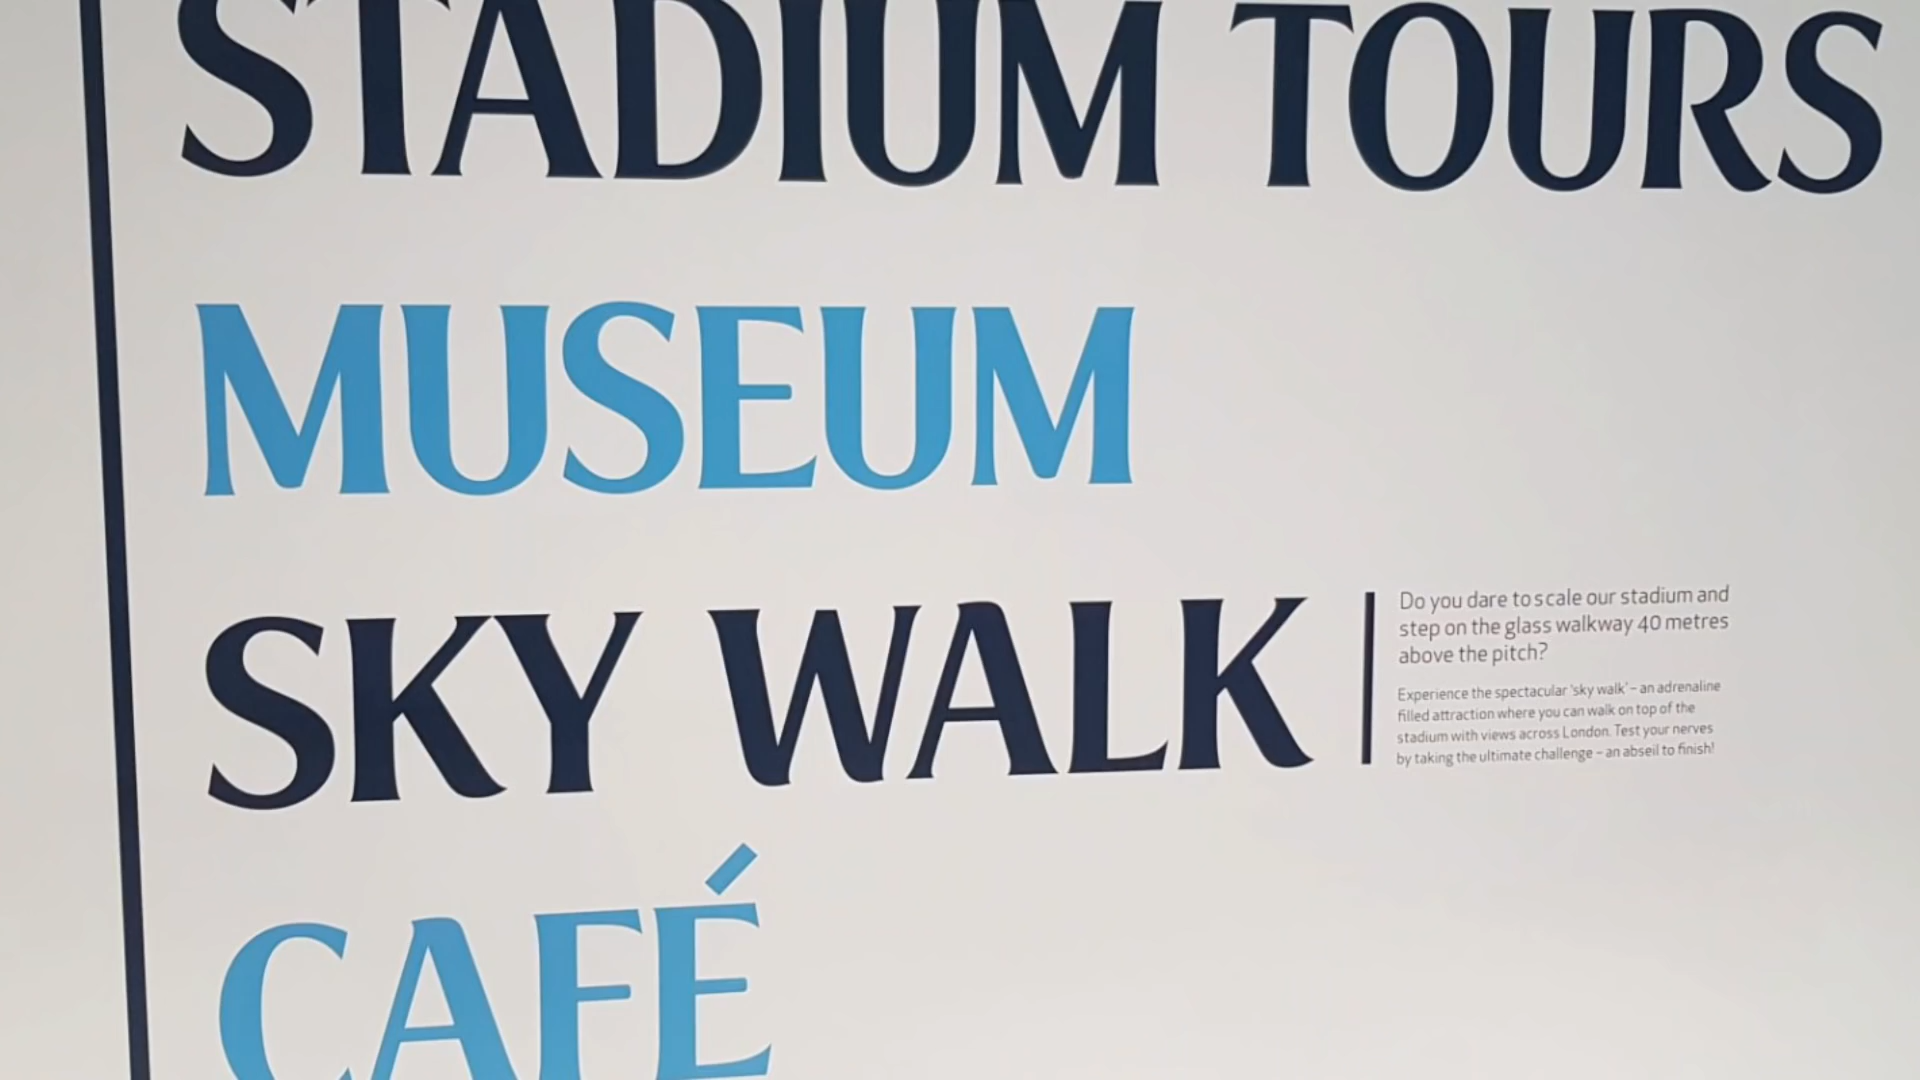 STADIUM TOURS
MUSEUM
SKY WALK
Do you dare to scale our stadium and
step on the glass walkway 40 metres
above the pitch?
Experience the spectacular 'sky walk' – an adrenaline
filled attraction where you can walk on top of the
stadium with views across London. Test your nerves
by taking the ultimate challenge – an abseil to finish!
CAFÉ